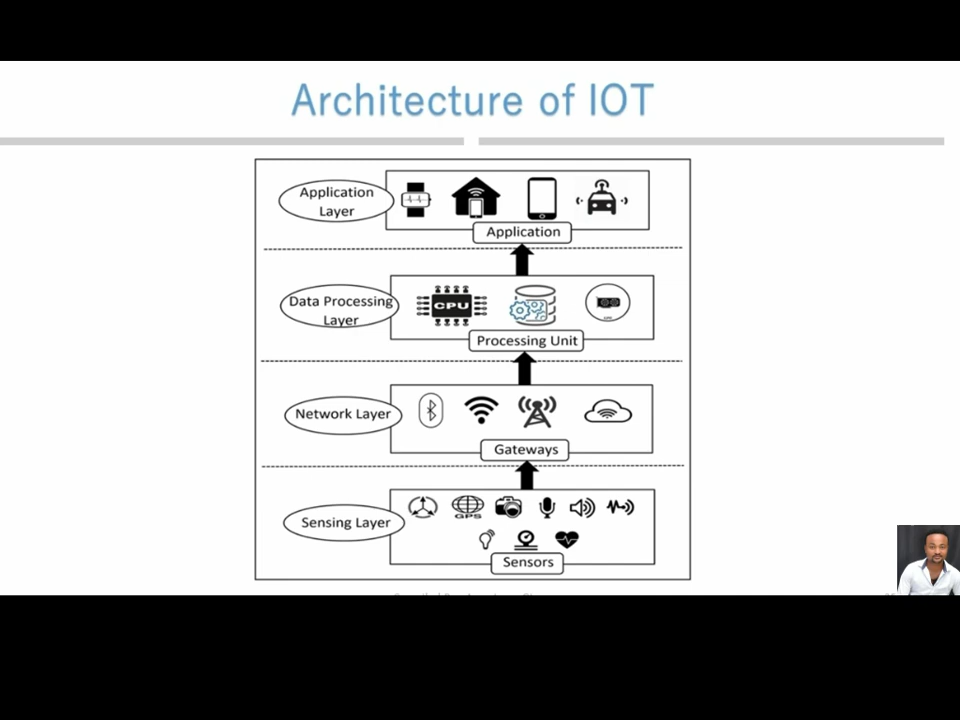 Architecture of IOT
Application
Layer
Application
Data Processing
Layer
CPU
Processing Unit
Network Layer
Gateways
Sensing Layer
GPS
Sensors